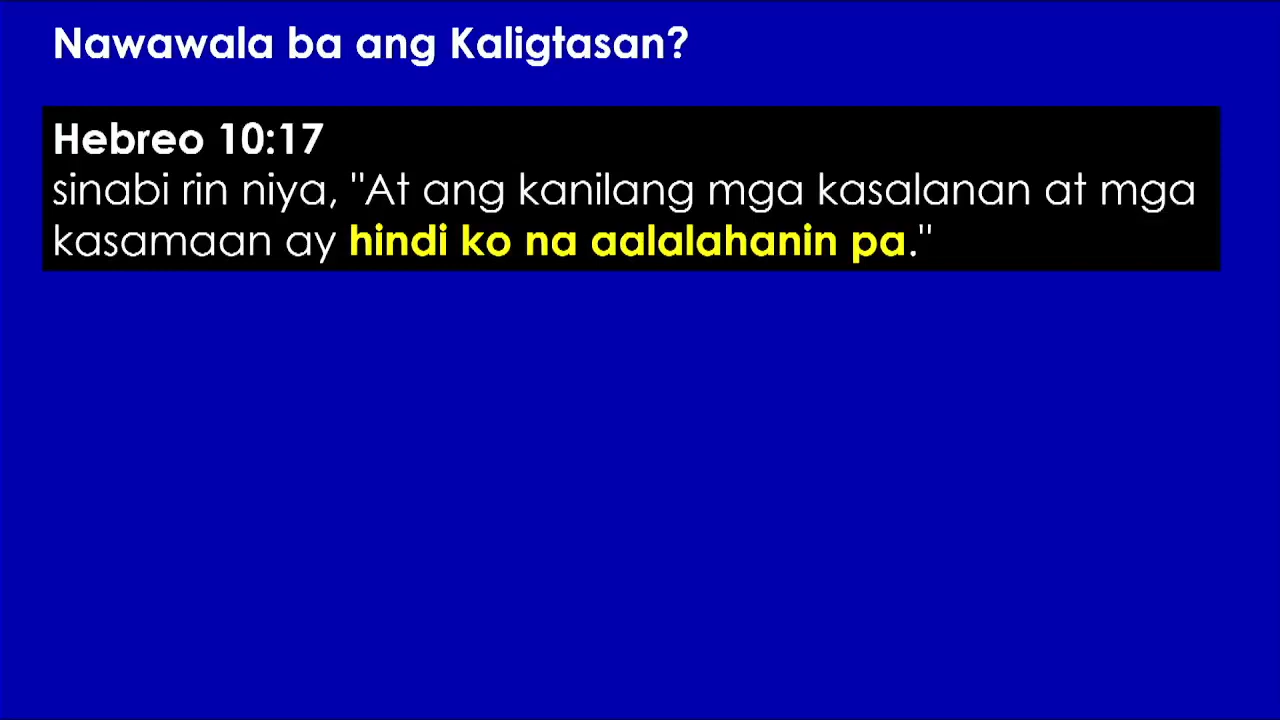 Nawawala ba ang Kaligtasan?
Hebreo 10:17
sinabi rin niya, "At ang kanilang mga kasalanan at mga
kasamaan ay hindi ko na aalalahanin pa."